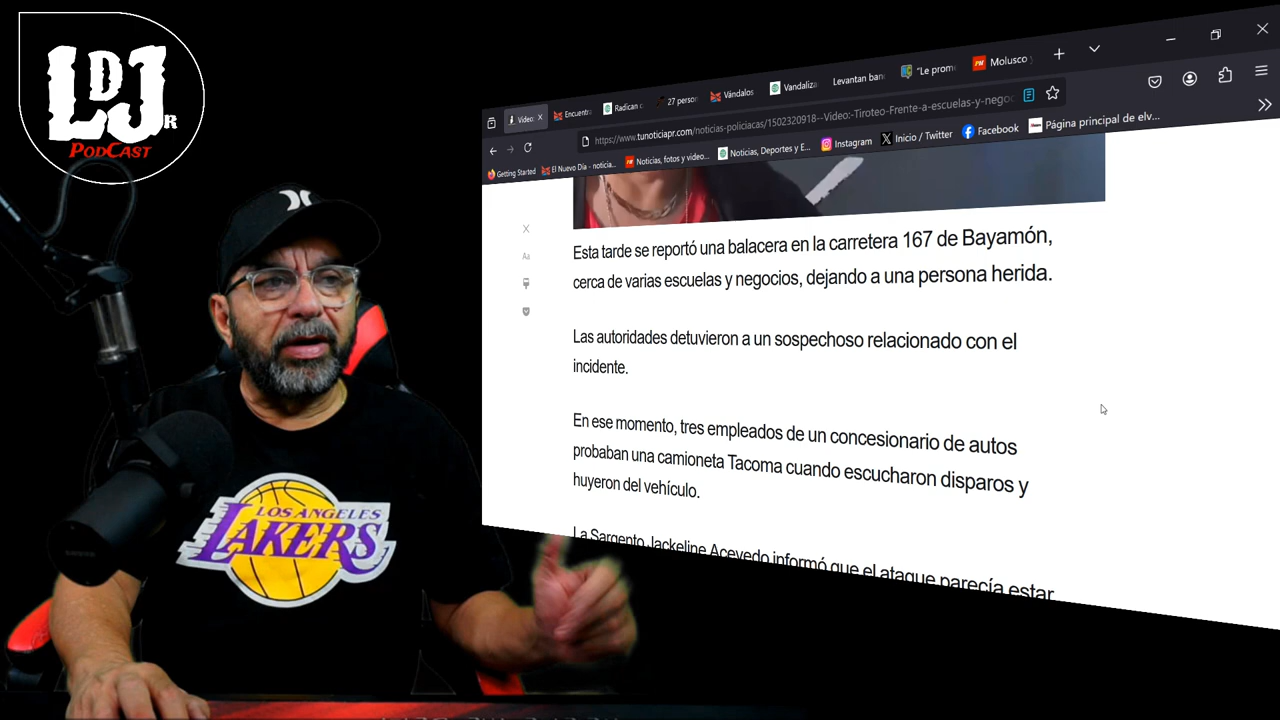 LDJR
PODCAST
Video:
Encuentra
Radican c
27 person
Vándalos
Vandaliza
Levantan ban
"Le prom
Molusco
https://www.tunoticiapr.com/noticias-policiacas/1502320918--Video:-Tiroteo-Frente-a-escuelas-y-negoc
Getting Started
El Nuevo Día - noticia...
Noticias, fotos y video...
Noticias, Deportes y E...
Instagram
Inicio / Twitter
Facebook
Página principal de elv...
Aa
Esta tarde se reportó una balacera en la carretera 167 de Bayamón,
cerca de varias escuelas y negocios, dejando a una persona herida.
Las autoridades detuvieron a un sospechoso relacionado con el
incidente.
En ese momento, tres empleados de un concesionario de autos
probaban una camioneta Tacoma cuando escucharon disparos y
huyeron del vehículo.
La Sargento Jackeline Acevedo informó que el ataque parecía estar
LOS ANGELES
LAKERS